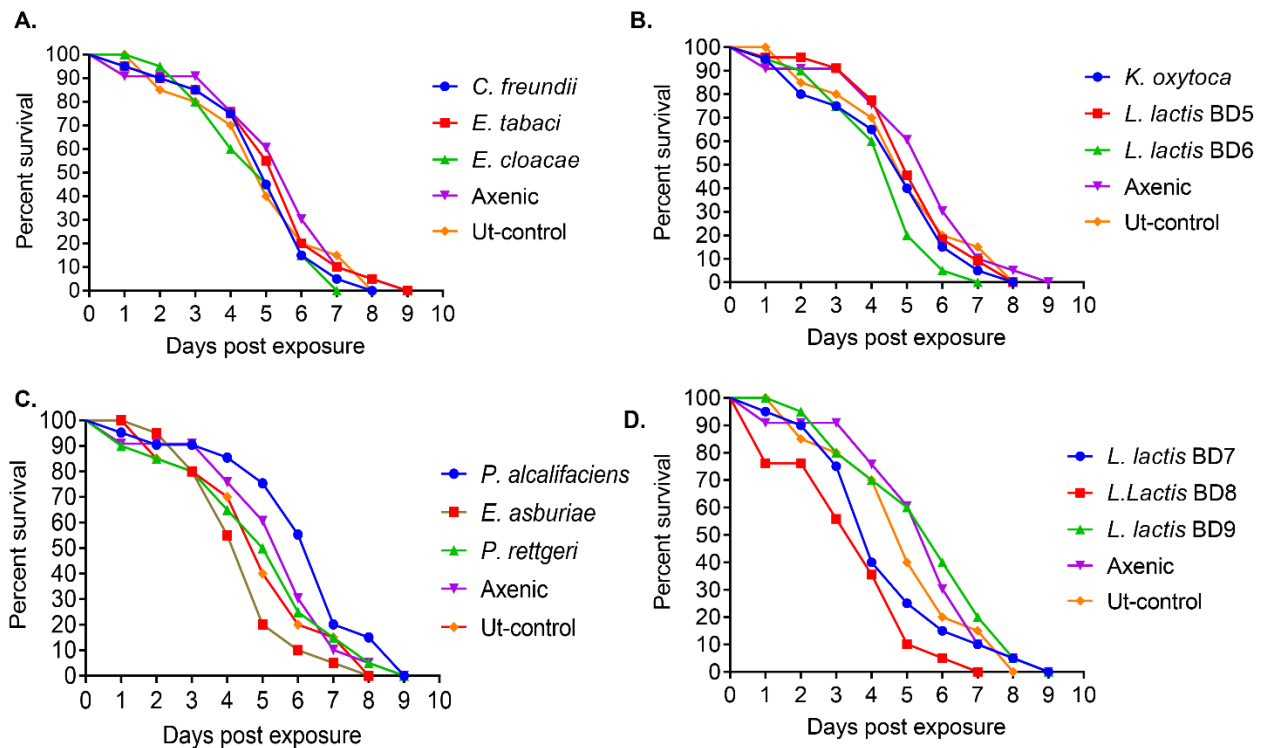 A.
Percent survival
100
90
80
70
60
50
40
30
20
10
0
0 1 2 3 4 5 6 7 8 9 10
Days post exposure
C. freundii
E. tabaci
E. cloacae
Axenic
Ut-control
B.
Percent survival
100
90
80
70
60
50
40
30
20
10
0
0 1 2 3 4 5 6 7 8 9 10
Days post exposure
K. oxytoca
L. lactis BD5
L. lactis BD6
Axenic
Ut-control
C.
Percent survival
100
90
80
70
60
50
40
30
20
10
0
0 1 2 3 4 5 6 7 8 9 10
Days post exposure
P. alcalifaciens
E. asburiae
P. rettgeri
Axenic
Ut-control
D.
Percent survival
100
90
80
70
60
50
40
30
20
10
0
0 1 2 3 4 5 6 7 8 9 10
Days post exposure
L. lactis BD7
L.Lactis BD8
L. lactis BD9
Axenic
Ut-control